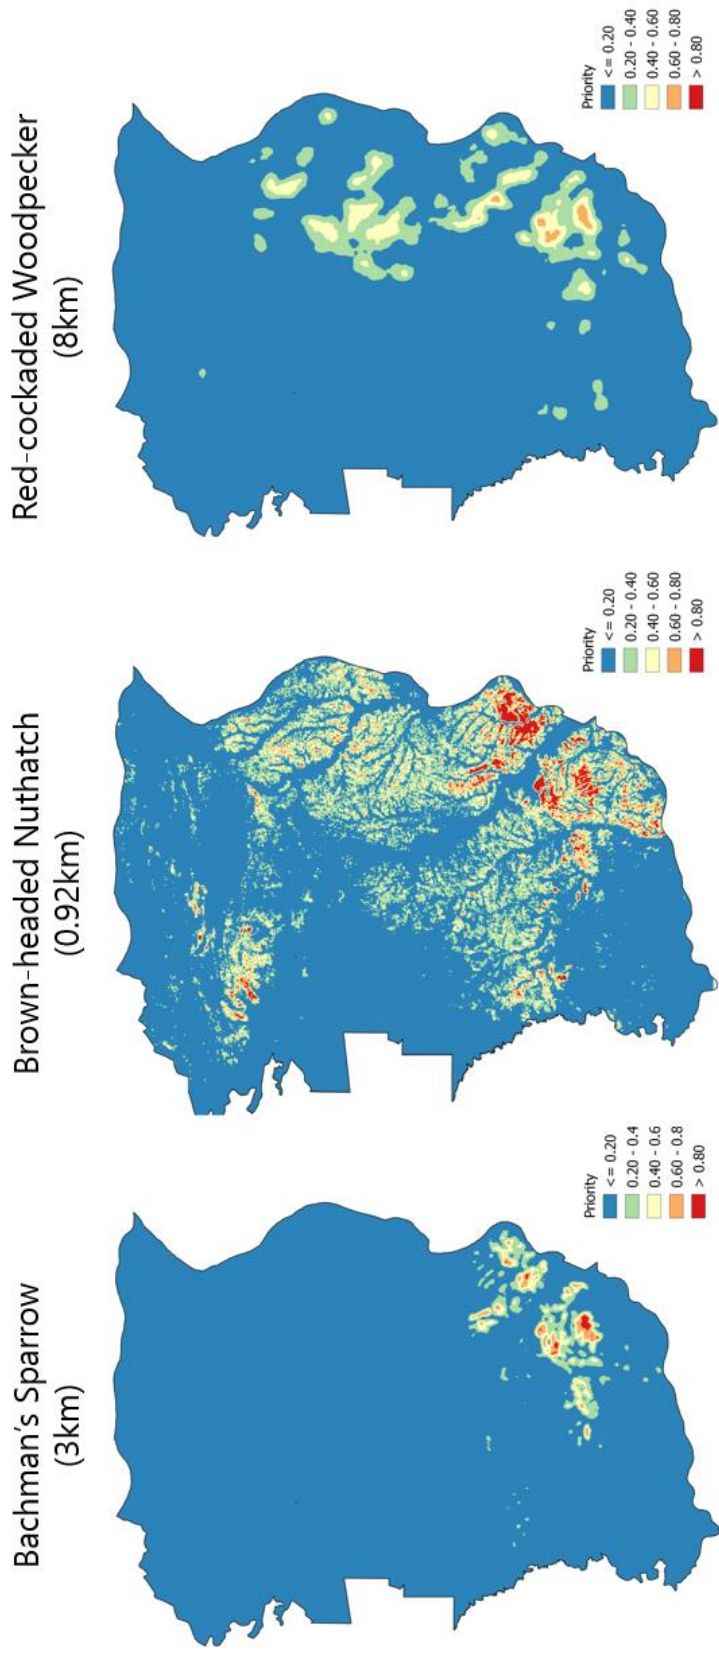 Bachman's Sparrow
(3km)
Priority
<= 0.20
0.20 - 0.4
0.40 - 0.6
0.60 - 0.8
> 0.80
Brown-headed Nuthatch
(0.92km)
Priority
<= 0.20
0.20 - 0.40
0.40 - 0.60
0.60 - 0.80
> 0.80
Red-cockaded Woodpecker
(8km)
Priority
<= 0.20
0.20 - 0.40
0.40 - 0.60
0.60 - 0.80
> 0.80